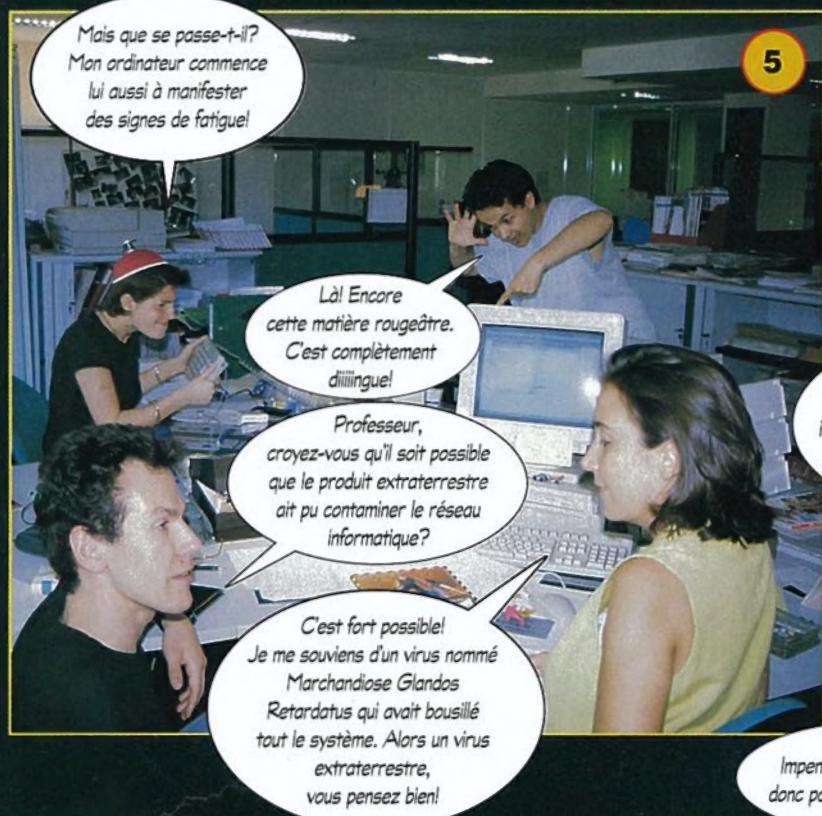 Mais que se passe-t-il?
Mon ordinateur commence
lui aussi à manifester
des signes de fatigue!
5
Là! Encore
cette matière rougeâtre.
C'est complètement
diiiiingue!
Professeur,
croyez-vous qu'il soit possible
que le produit extraterrestre
ait pu contaminer le réseau
informatique?
C'est fort possible!
Je me souviens d'un virus nommé
Marchandiose Glandos
Retardatus qui avait bousillé
tout le système. Alors un virus
extraterrestre,
vous pensez bien!
donc